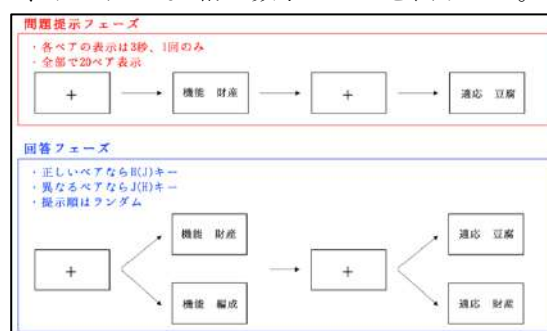 問題提示フェーズ
・各ペアの表示は3秒、1回のみ
・全部で20ペア表示
+
機能 財産
+
適応 豆腐
回答フェーズ
・正しいペアならH(J)キー
・異なるペアならJ(H)キー
・提示順はランダム
+
機能 財産
機能 編成
+
適応 豆腐
適応 財産